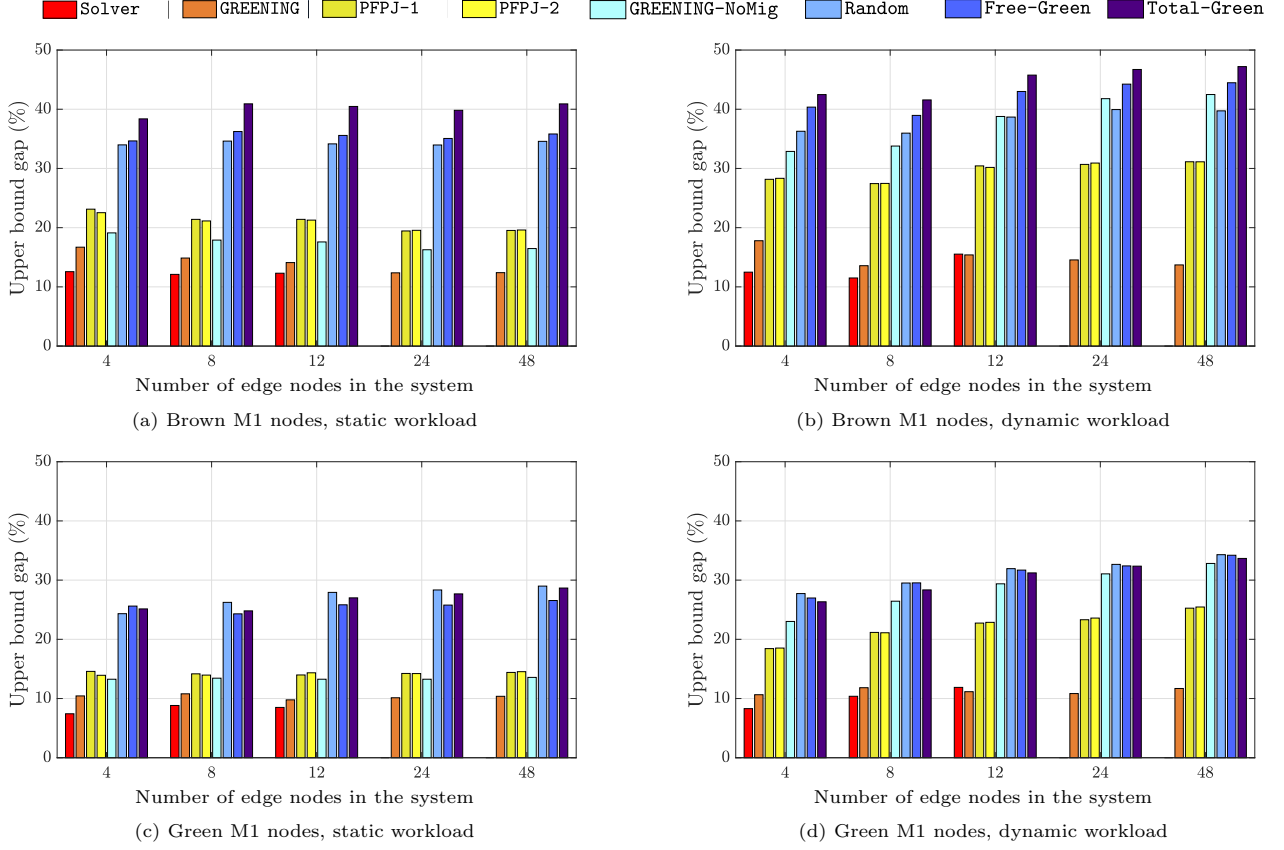 Solver GREENING PFPJ-1 PFPJ-2 GREENING-NoMig Random Free-Green Total-Green
50
40
30
20
10
0
Upper bound gap (%)
4 8 12 24 48
Number of edge nodes in the system
(a) Brown M1 nodes, static workload
50
40
30
20
10
0
Upper bound gap (%)
4 8 12 24 48
Number of edge nodes in the system
(b) Brown M1 nodes, dynamic workload
50
40
30
20
10
0
Upper bound gap (%)
4 8 12 24 48
Number of edge nodes in the system
(c) Green M1 nodes, static workload
50
40
30
20
10
0
Upper bound gap (%)
4 8 12 24 48
Number of edge nodes in the system
(d) Green M1 nodes, dynamic workload